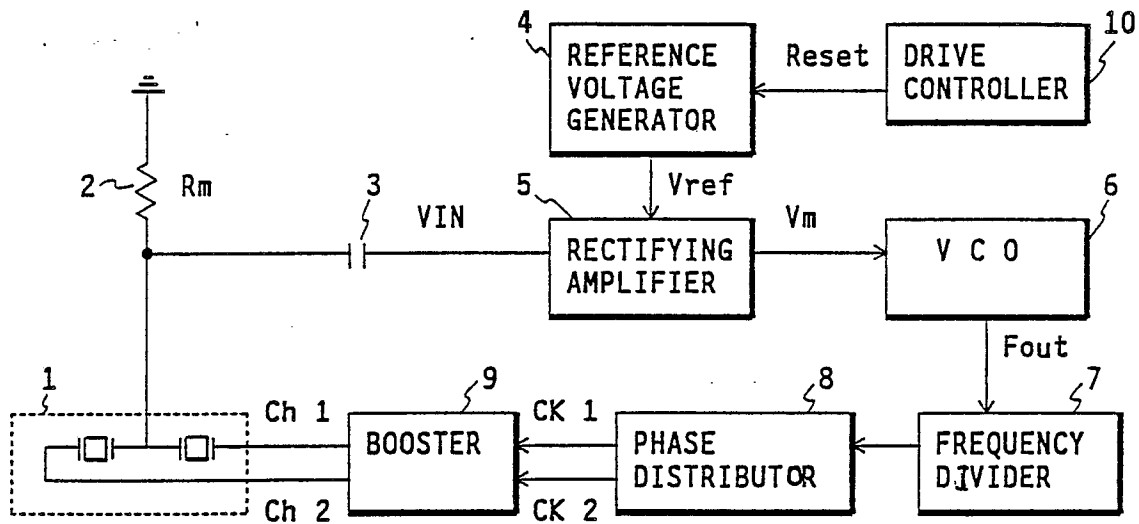 4
10
REFERENCE
VOLTAGE
GENERATOR
Reset
DRIVE
CONTROLLER
2
Rm
3
VIN
5
Vref
RECTIFYING
AMPLIFIER
Vm
6
V C O
Fout
1
Ch 1
9
BOOSTER
CK 1
8
PHASE
DISTRIBUTOR
7
FREQUENCY
DIVIDER
Ch 2
CK 2